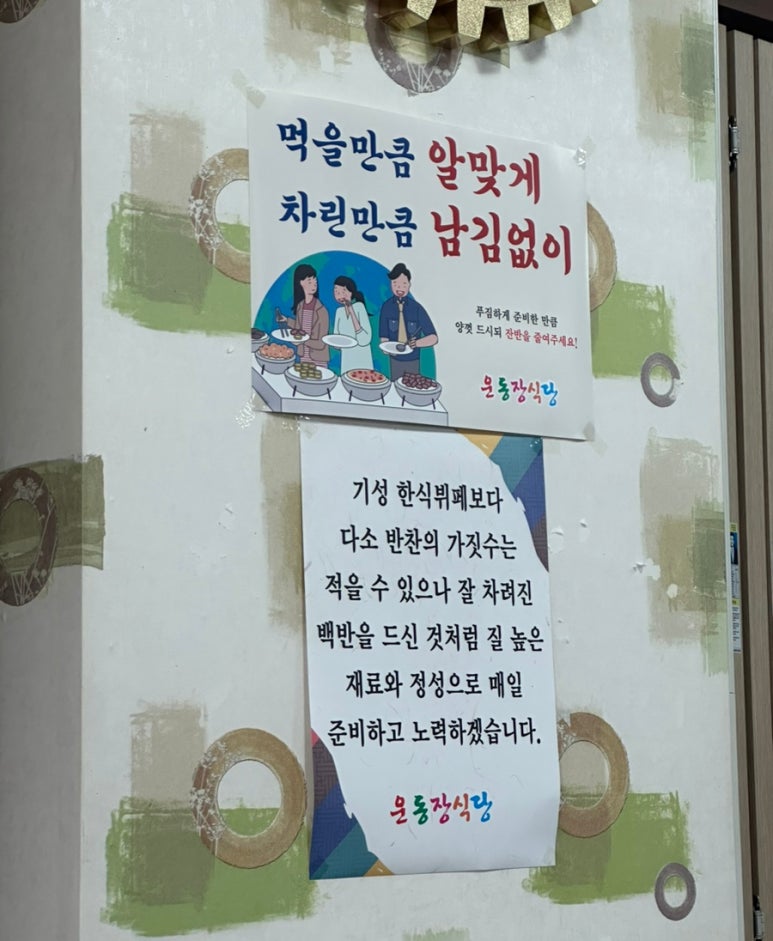 먹을만큼 알맞게
차린만큼 남김없이
푸짐하게 준비한 만큼
양껏 드시되 잔반을 줄여주세요!
운동장식당
기성 한식뷔페보다
다소 반찬의 가짓수는
적을 수 있으나 잘 차려진
백반을 드신 것처럼 질 높은
재료와 정성으로 매일
준비하고 노력하겠습니다.
운동장식당